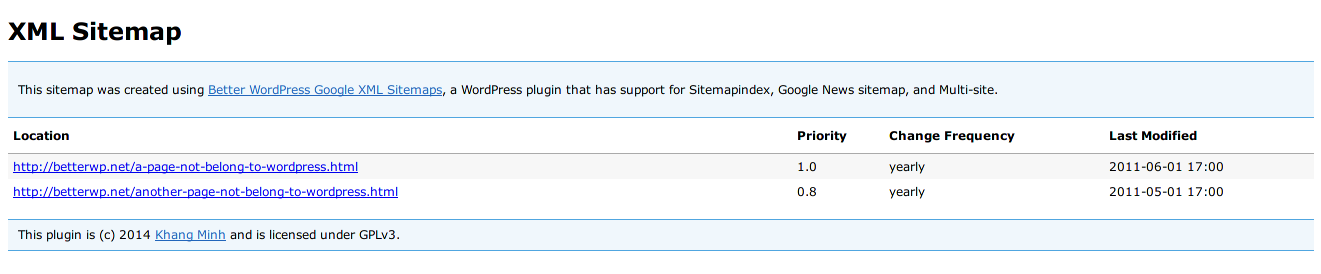 XML Sitemap
This sitemap was created using Better WordPress Google XML Sitemaps, a WordPress plugin that has support for Sitemapindex, Google News sitemap, and Multi-site.
Location Priority Change Frequency Last Modified
http://betterwp.net/a-page-not-belong-to-wordpress.html 1.0 yearly 2011-06-01 17:00
http://betterwp.net/another-page-not-belong-to-wordpress.html 0.8 yearly 2011-05-01 17:00
This plugin is (c) 2014 Khang Minh and is licensed under GPLv3.